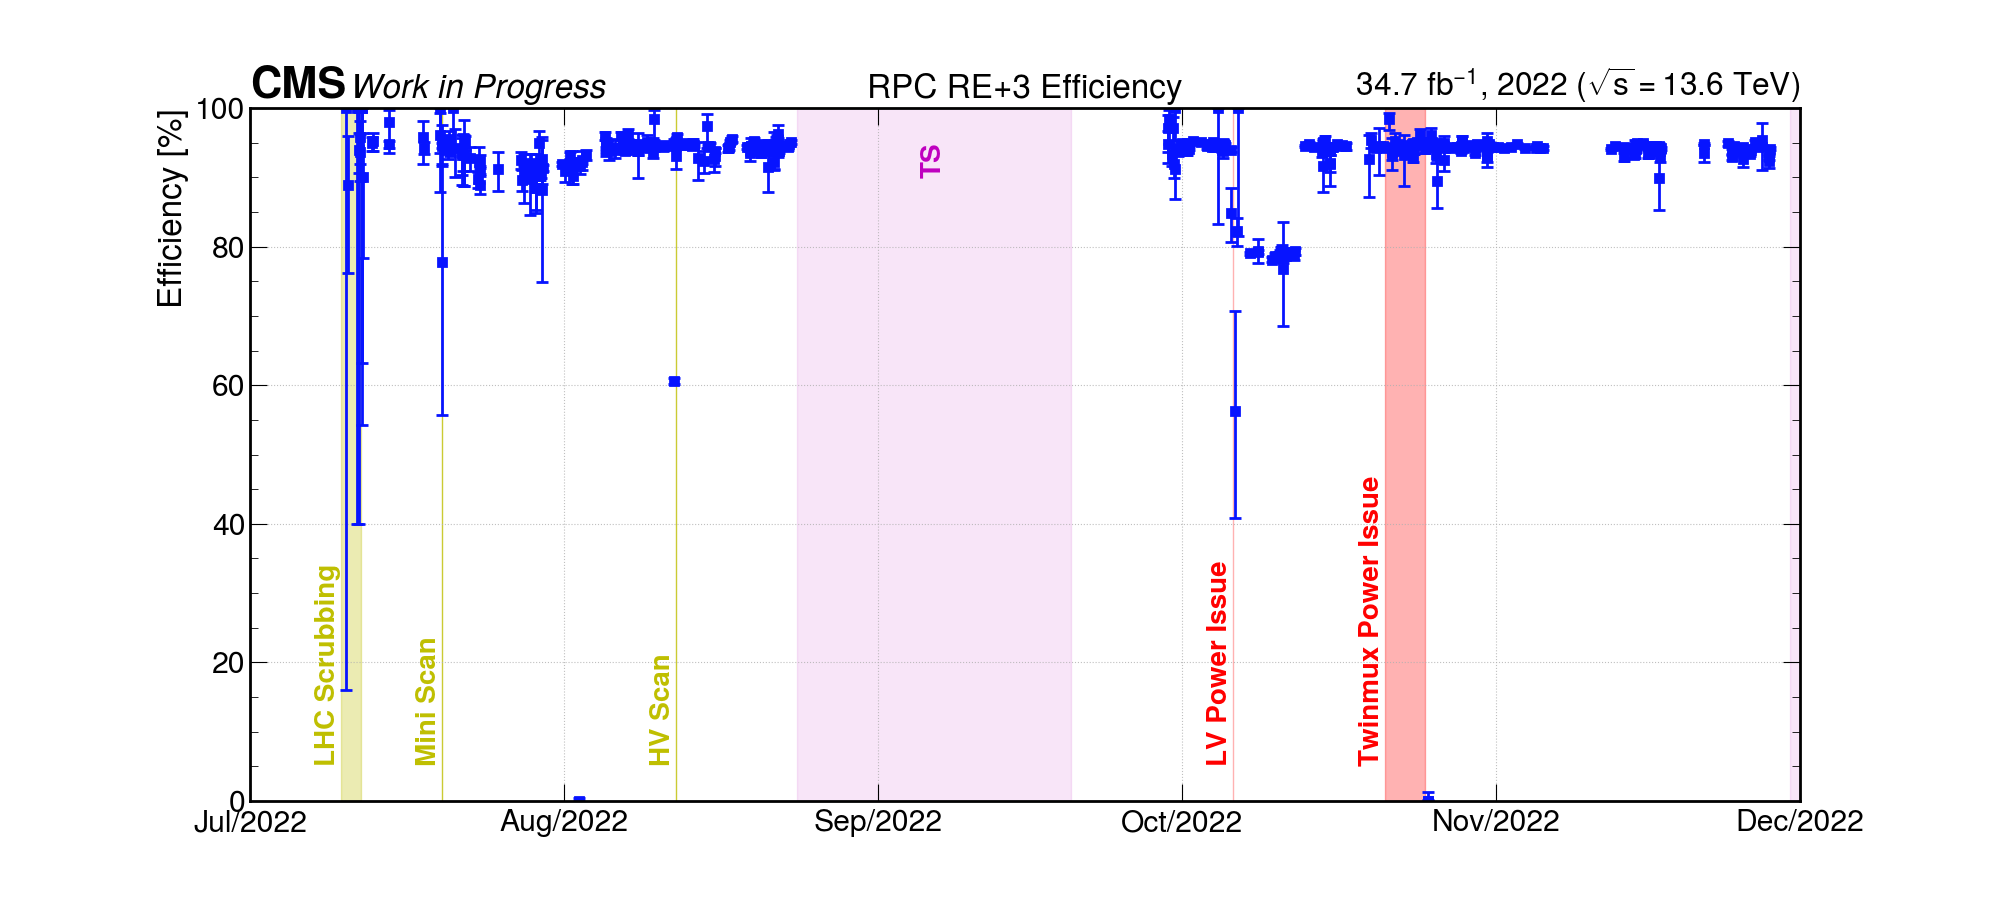 CMS Work in Progress
RPC RE+3 Efficiency
34.7 fb⁻¹, 2022 (√s = 13.6 TeV)
Efficiency [%]
100
80
60
40
20
0
LHC Scrubbing
Mini Scan
HV Scan
TS
LV Power Issue
Twinmux Power Issue
Jul/2022
Aug/2022
Sep/2022
Oct/2022
Nov/2022
Dec/2022